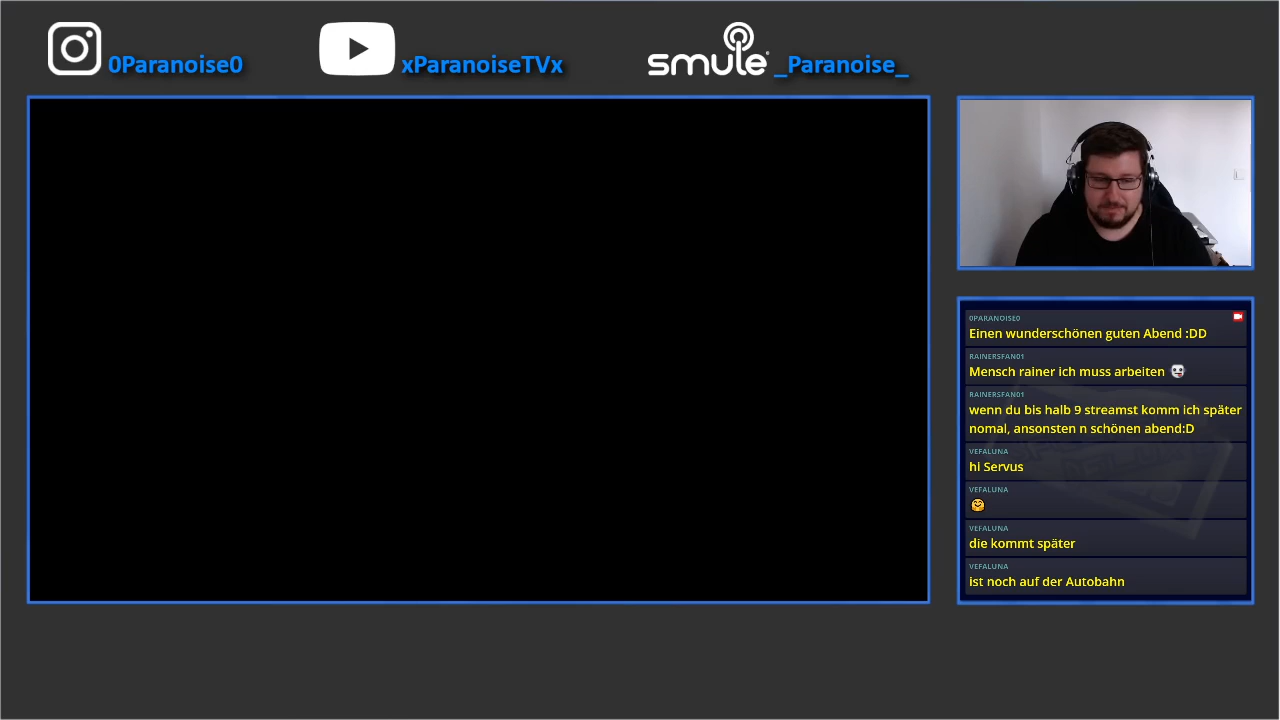 0Paranoise0
xParanoiseTVx
smule
_Paranoise_
0PARANOISE0
Einen wunderschönen guten Abend :DD
RAINERSFAN01
Mensch rainer ich muss arbeiten
RAINERSFAN01
wenn du bis halb 9 streamst komm ich später
nomal, ansonsten n schönen abend:D
VEFALUNA
hi Servus
VEFALUNA
VEFALUNA
die kommt später
VEFALUNA
ist noch auf der Autobahn